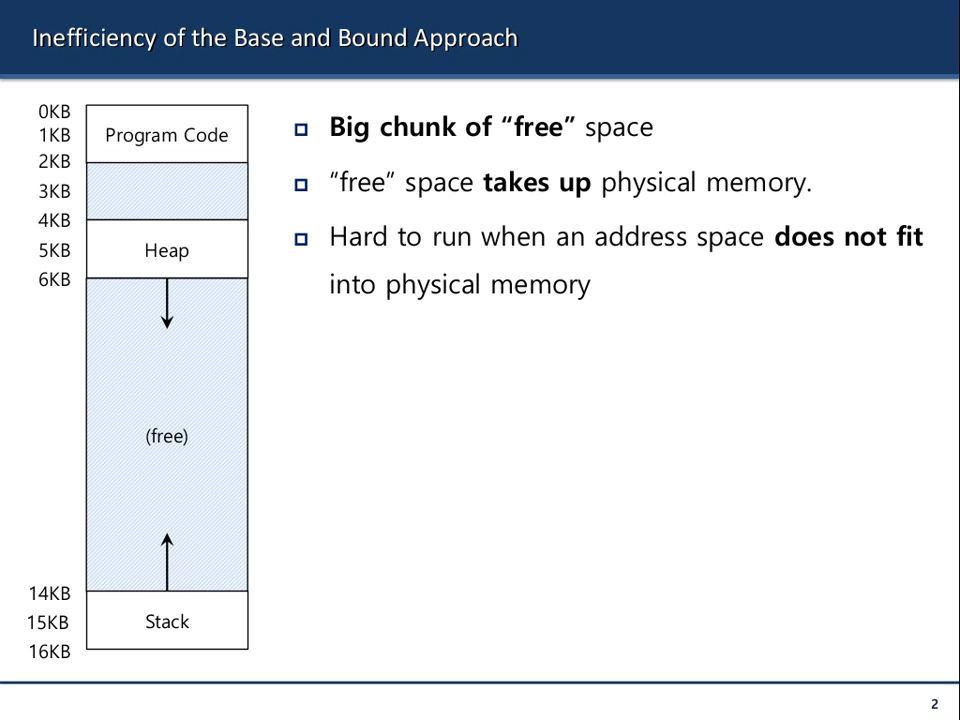 Inefficiency of the Base and Bound Approach
0KB
1KB
2KB
3KB
4KB
5KB
6KB
14KB
15KB
16KB
Program Code
Heap
(free)
Stack
Big chunk of “free” space
“free” space takes up physical memory.
Hard to run when an address space does not fit
into physical memory
2